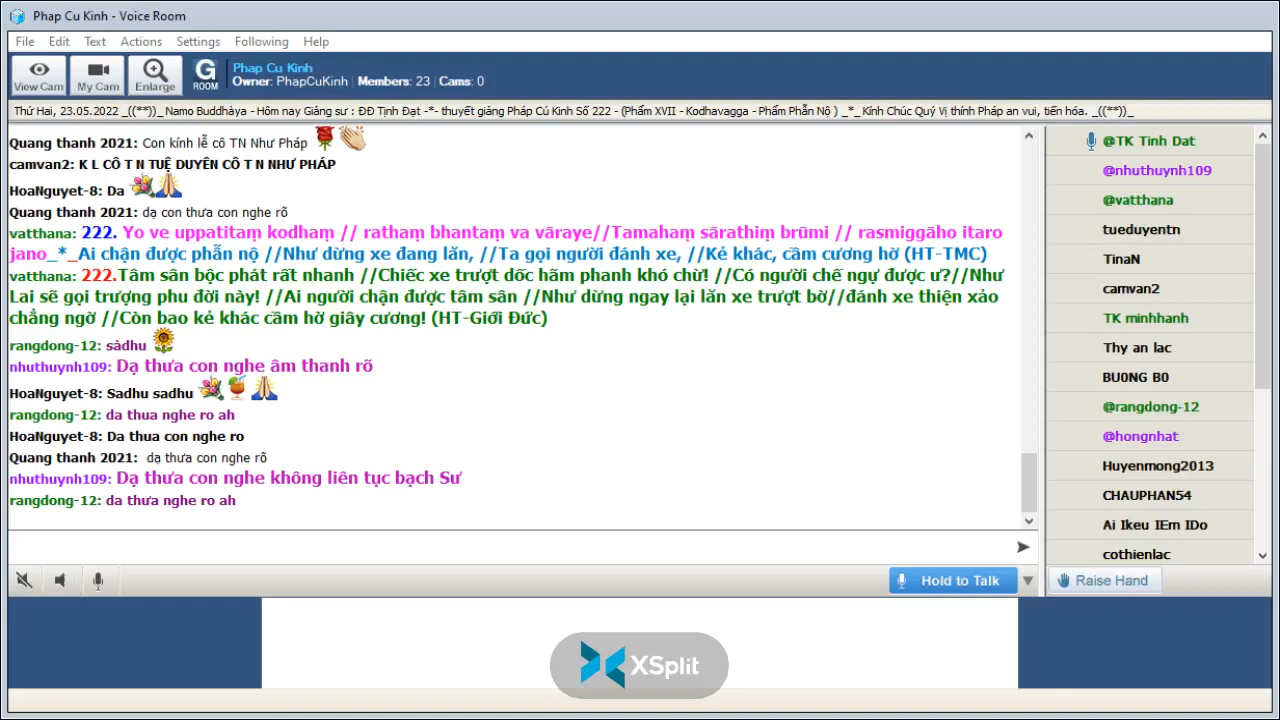 Phap Cu Kinh - Voice Room
File Edit Text Actions Settings Following Help
View Cam My Cam Enlarge G ROOM
Phap Cu Kinh
Owner: PhapCuKinh Members: 23 Cams: 0
Thứ Hai, 23.05.2022 _((**))_ Namo Buddhàya - Hôm nay Giảng sư : ĐĐ Tịnh Đạt -*- thuyết giảng Pháp Cú Kinh Số 222 - (Phẩm XVII - Kodhavagga - Phẩm Phẫn Nộ ) _*_ Kính Chúc Quý Vị thính Pháp an vui, tiến hóa. _((**))_
Quang thanh 2021: Con kính lễ cô TN Như Pháp
camvan2: K L CÔ T N TUỆ DUYÊN CÔ T N NHƯ PHÁP
HoaNguyet-8: Da
Quang thanh 2021: dạ con thưa con nghe rõ
vatthana: 222. Yo ve uppatitaṃ kodhaṃ // rathaṃ bhantaṃ va vāraye//Tamahaṃ sārathiṃ brūmi // rasmiggāho itaro
jano_*_Ai chận được phẫn nộ //Như dừng xe đang lăn, //Ta gọi người đánh xe, //Kẻ khác, cầm cương hờ (HT-TMC)
vatthana: 222.Tâm sân bộc phát rất nhanh //Chiếc xe trượt dốc hãm phanh khó chừ! //Có người chế ngự được ư?//Như
Lai sẽ gọi trượng phu đời này! //Ai người chận được tâm sân //Như dừng ngay lại lăn xe trượt bờ//đánh xe thiện xảo
chẳng ngờ //Còn bao kẻ khác cầm hờ giây cương! (HT-Giới Đức)
rangdong-12: sàdhu
nhuthuynh109: Dạ thưa con nghe âm thanh rõ
HoaNguyet-8: Sadhu sadhu
rangdong-12: da thua nghe ro ah
HoaNguyet-8: Da thua con nghe ro
Quang thanh 2021: dạ thưa con nghe rõ
nhuthuynh109: Dạ thưa con nghe không liên tục bạch Sư
rangdong-12: da thưa nghe ro ah
@TK Tinh Dat
@nhuthuynh109
@vatthana
tueduyentn
TinaN
camvan2
TK minhhanh
Thy an lac
BU0NG B0
@rangdong-12
@hongnhat
Huyenmong2013
CHAUPHAN54
Ai Ikeu IEm IDo
cothienlac
Hold to Talk
Raise Hand
XSplit